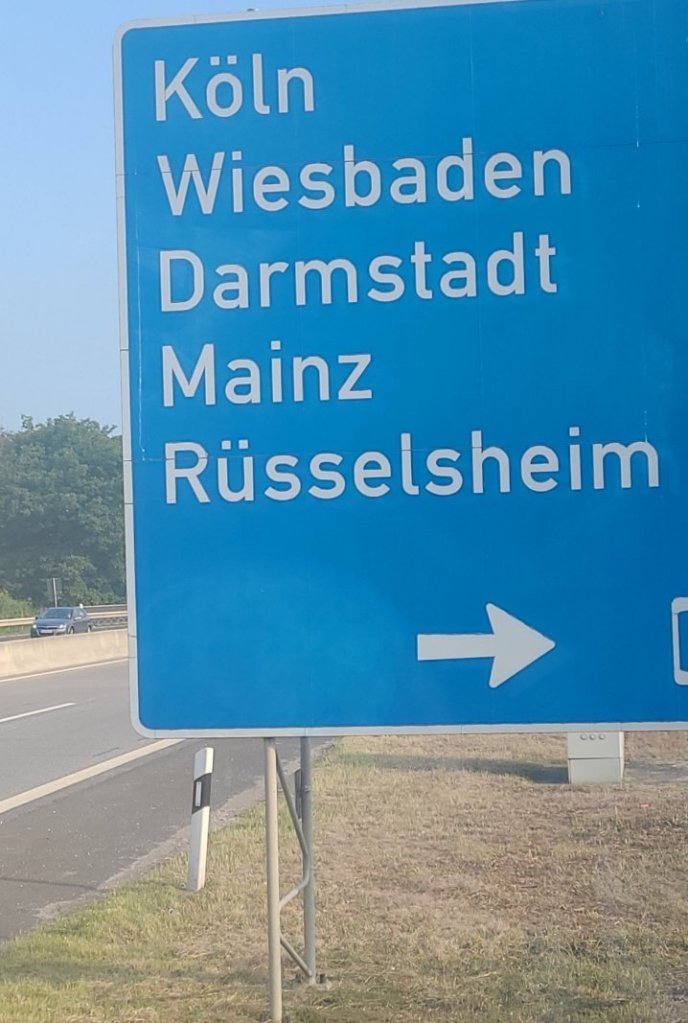 Köln
Wiesbaden
Darmstadt
Mainz
Rüsselsheim